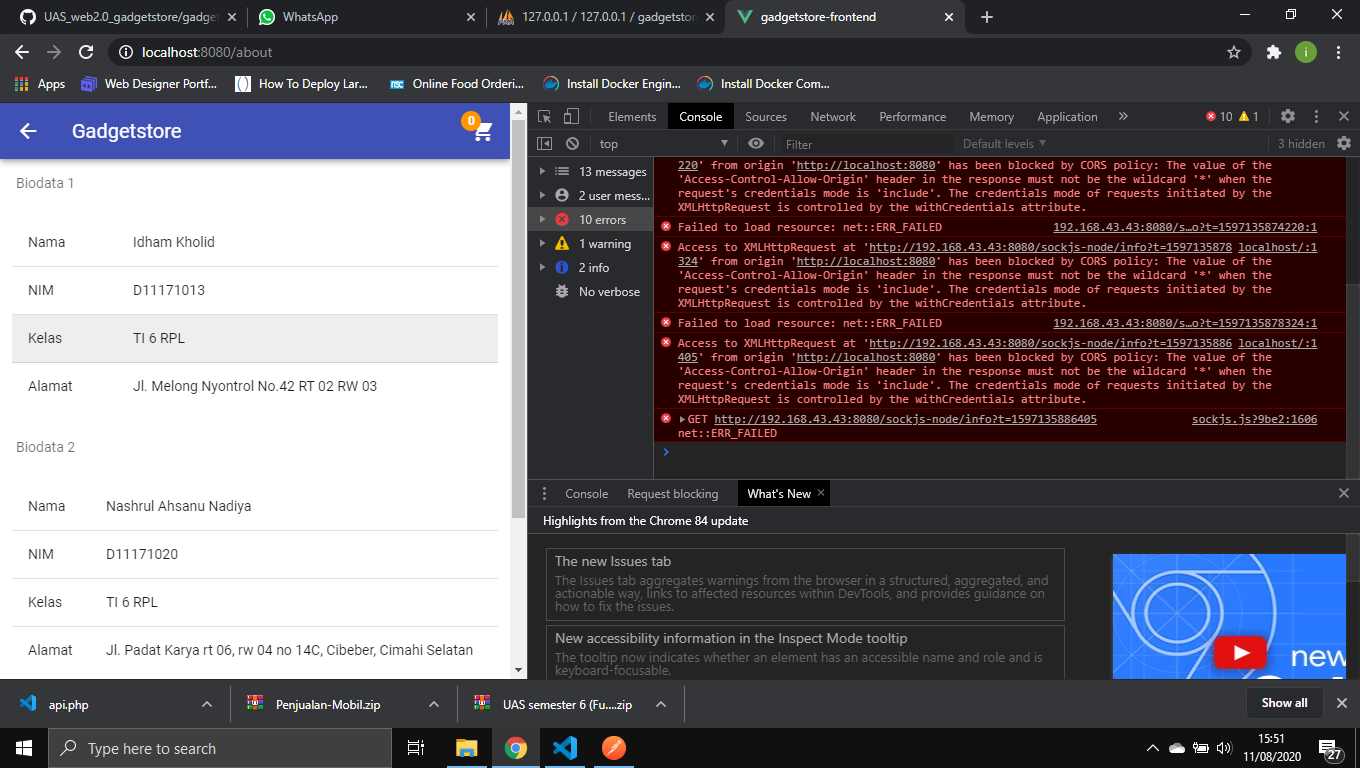 UAS_web2.0_gadgetstore/gadget
WhatsApp
127.0.0.1 / 127.0.0.1 / gadgetstor
gadgetstore-frontend
localhost:8080/about
i
Apps
Web Designer Portf...
How To Deploy Lar...
Online Food Orderi...
Install Docker Engin...
Install Docker Com...
Gadgetstore
0
Biodata 1
Nama Idham Kholid
NIM D11171013
Kelas TI 6 RPL
Alamat Jl. Melong Nyontrol No.42 RT 02 RW 03
Biodata 2
Nama Nashrul Ahsanu Nadiya
NIM D11171020
Kelas TI 6 RPL
Alamat Jl. Padat Karya rt 06, rw 04 no 14C, Cibeber, Cimahi Selatan
Elements Console Sources Network Performance Memory Application » 10 1
top Filter Default levels 3 hidden
13 messages
2 user mess...
10 errors
1 warning
2 info
No verbose
220' from origin 'http://localhost:8080' has been blocked by CORS policy: The value of the
'Access-Control-Allow-Origin' header in the response must not be the wildcard '*' when the
request's credentials mode is 'include'. The credentials mode of requests initiated by the
XMLHttpRequest is controlled by the withCredentials attribute.
Failed to load resource: net::ERR_FAILED 192.168.43.43:8080/s…o?t=1597135874220:1
Access to XMLHttpRequest at 'http://192.168.43.43:8080/sockjs-node/info?t=1597135878 localhost/:1
324' from origin 'http://localhost:8080' has been blocked by CORS policy: The value of the
'Access-Control-Allow-Origin' header in the response must not be the wildcard '*' when the
request's credentials mode is 'include'. The credentials mode of requests initiated by the
XMLHttpRequest is controlled by the withCredentials attribute.
Failed to load resource: net::ERR_FAILED 192.168.43.43:8080/s…o?t=1597135878324:1
Access to XMLHttpRequest at 'http://192.168.43.43:8080/sockjs-node/info?t=1597135886 localhost/:1
405' from origin 'http://localhost:8080' has been blocked by CORS policy: The value of the
'Access-Control-Allow-Origin' header in the response must not be the wildcard '*' when the
request's credentials mode is 'include'. The credentials mode of requests initiated by the
XMLHttpRequest is controlled by the withCredentials attribute.
GET http://192.168.43.43:8080/sockjs-node/info?t=1597135886405 sockjs.js?9be2:1606
net::ERR_FAILED
Console Request blocking What's New
Highlights from the Chrome 84 update
The new Issues tab
The Issues tab aggregates warnings from the browser in a structured, aggregated, and
actionable way, links to affected resources within DevTools, and provides guidance on
how to fix the issues.
New accessibility information in the Inspect Mode tooltip
The tooltip now indicates whether an element has an accessible name and role and is
keyboard-focusable.
new
api.php
Penjualan-Mobil.zip
UAS semester 6 (Fu....zip
Show all
Type here to search
15:51
11/08/2020
27